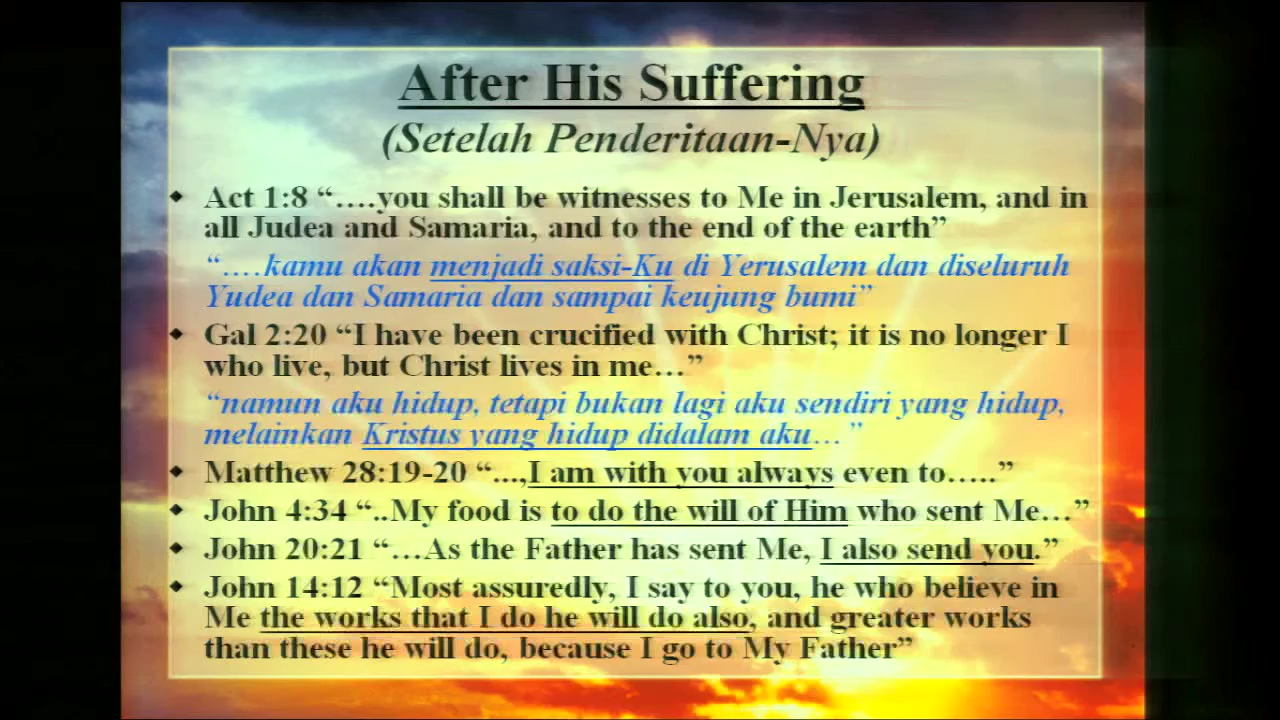 After His Suffering
(Setelah Penderitaan-Nya)
Act 1:8 “….you shall be witnesses to Me in Jerusalem, and in
all Judea and Samaria, and to the end of the earth”
“….kamu akan menjadi saksi-Ku di Yerusalem dan diseluruh
Yudea dan Samaria dan sampai keujung bumi”
Gal 2:20 “I have been crucified with Christ; it is no longer I
who live, but Christ lives in me…”
“namun aku hidup, tetapi bukan lagi aku sendiri yang hidup,
melainkan Kristus yang hidup didalam aku…”
Matthew 28:19-20 “...,I am with you always even to…..”
John 4:34 “..My food is to do the will of Him who sent Me…”
John 20:21 “…As the Father has sent Me, I also send you.”
John 14:12 “Most assuredly, I say to you, he who believe in
Me the works that I do he will do also, and greater works
than these he will do, because I go to My Father”